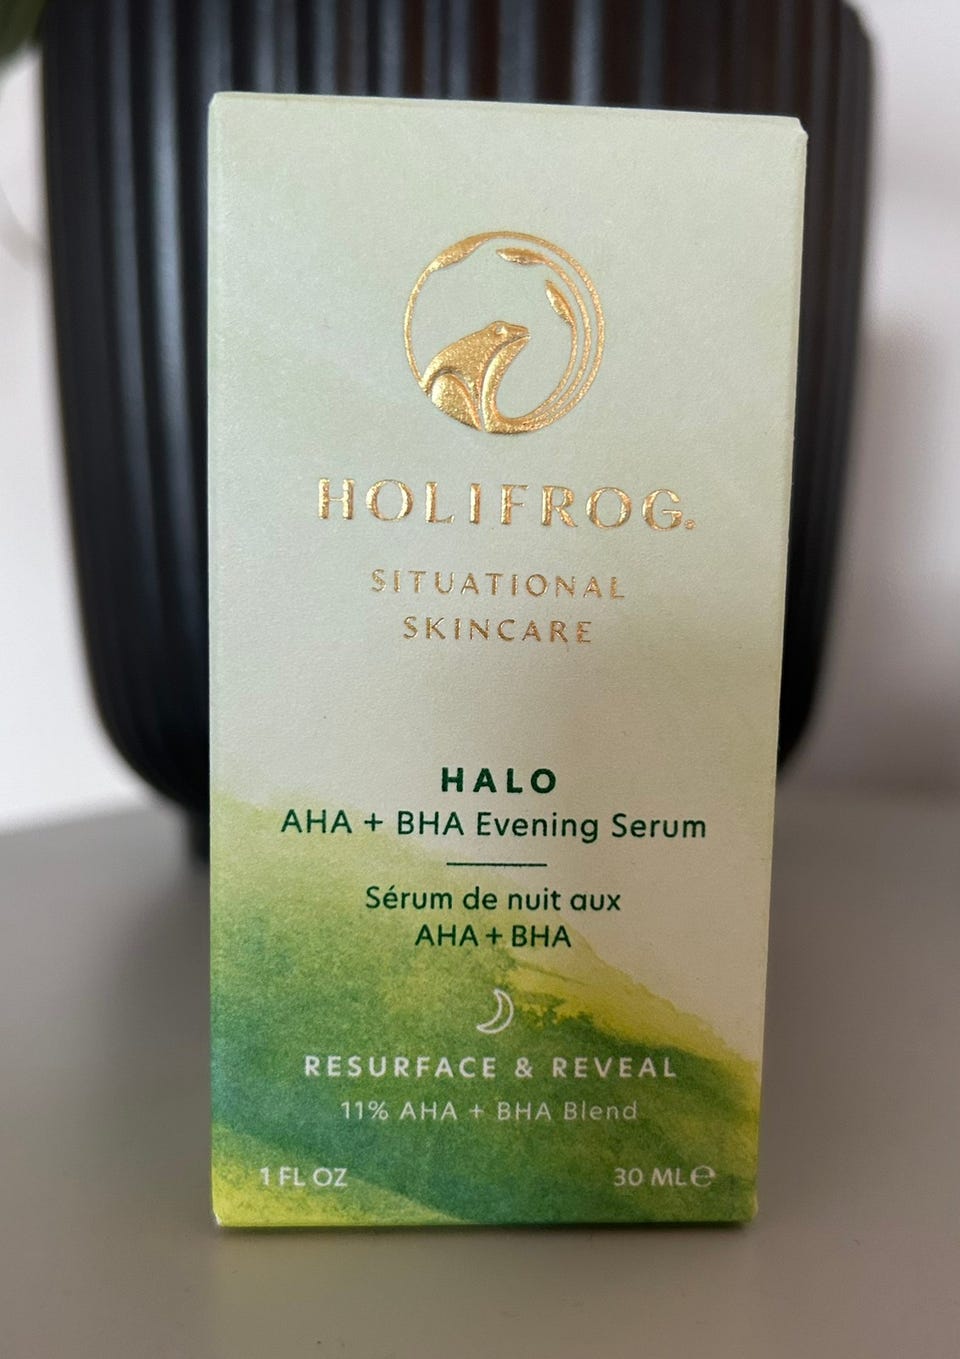 HOLIFROG®
SITUATIONAL
SKINCARE
HALO
AHA + BHA Evening Serum
Sérum de nuit aux
AHA + BHA
RESURFACE & REVEAL
11% AHA + BHA Blend
1 FL OZ 30 ML℮